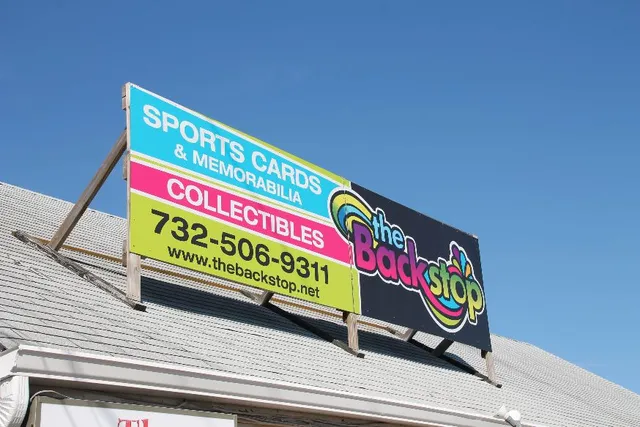 SPORTS CARDS
& MEMORABILIA
COLLECTIBLES
732-506-9311
www.thebackstop.net
the
Backstop